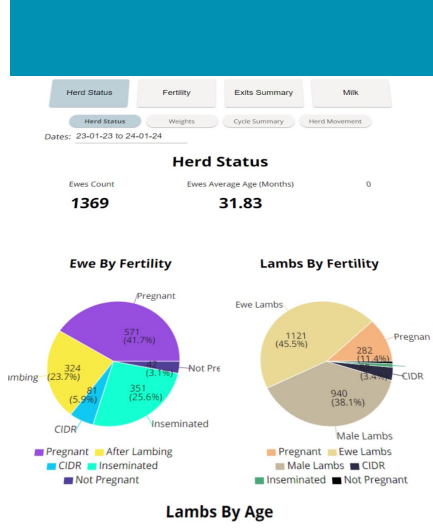 Herd Status Fertility Exits Summary Milk
Herd Status Weights Cycle Summary Herd Movement
Dates: 23-01-23 to 24-01-24
Herd Status
Ewes Count Ewes Average Age (Months) 0
1369 31.83
Ewe By Fertility
Pregnant
571
(41.7%)
324
(23.7%)
mbing
81
(5.9%)
CIDR
351
(25.6%)
Inseminated
42
(3.1%)
Not Pre
Pregnant After Lambing
CIDR Inseminated
Not Pregnant
Lambs By Fertility
Ewe Lambs
1121
(45.5%)
282
(11.4%)
Pregnan
(3.4%)
CIDR
940
(38.1%)
Male Lambs
Pregnant Ewe Lambs
Male Lambs CIDR
Inseminated Not Pregnant
Lambs By Age